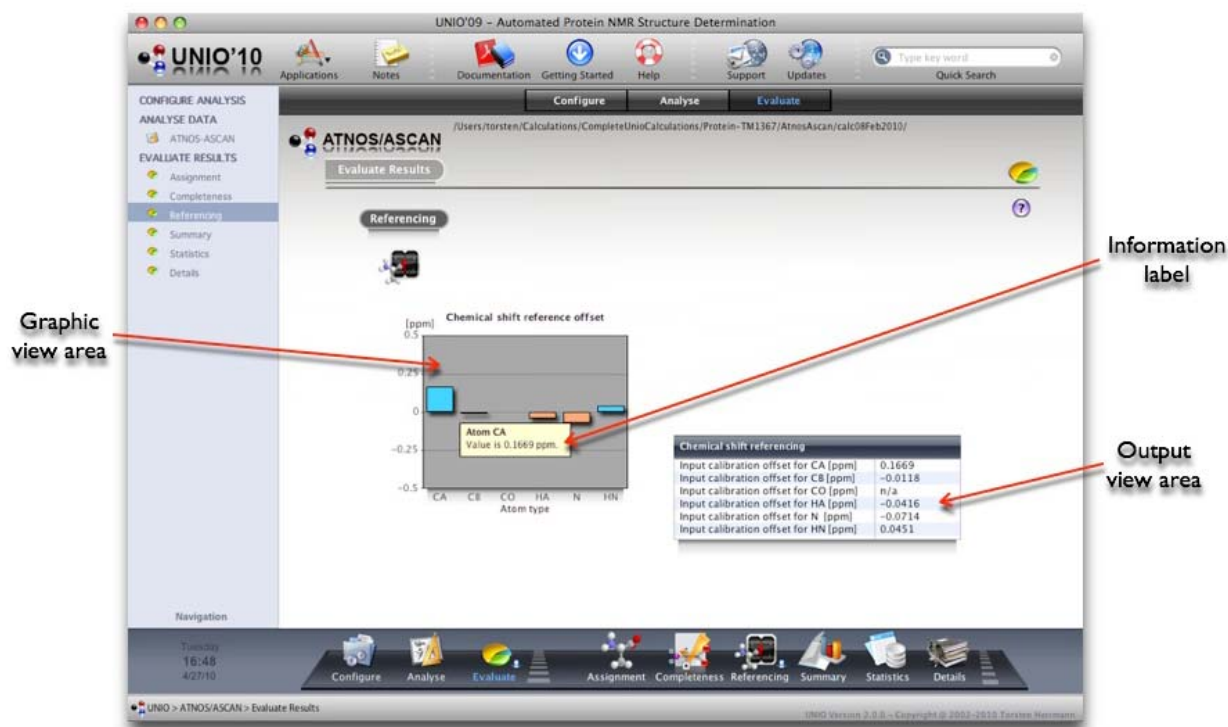 UNIO'09 – Automated Protein NMR Structure Determination
UNIO'10
Applications
Notes
Documentation
Getting Started
Help
Support
Updates
Type key word
Quick Search
CONFIGURE ANALYSIS
ANALYSE DATA
ATNOS-ASCAN
EVALUATE RESULTS
Assignment
Completeness
Referencing
Summary
Statistics
Details
Navigation
Configure
Analyse
Evaluate
/Users/torsten/Calculations/CompleteUnioCalculations/Protein-TM1367/AtnosAscan/calc08Feb2010/
ATNOS/ASCAN
Evaluate Results
?
Referencing
Information
label
Graphic
view area
Output
view area
[ppm]
Chemical shift reference offset
0.5
0.25
0
-0.25
-0.5
CA CB CO HA N HN
Atom type
Atom CA
Value is 0.1669 ppm.
Chemical shift referencing
Input calibration offset for CA [ppm] 0.1669
Input calibration offset for CB [ppm] -0.0118
Input calibration offset for CO [ppm] n/a
Input calibration offset for HA [ppm] -0.0416
Input calibration offset for N [ppm] -0.0714
Input calibration offset for HN [ppm] 0.0451
Tuesday
16:48
4/27/10
Configure
Analyse
Evaluate
Assignment
Completeness
Referencing
Summary
Statistics
Details
UNIO > ATNOS/ASCAN > Evaluate Results
UNIO Version 2.0.0 - Copyright © 2002-2010 Torsten Herrmann